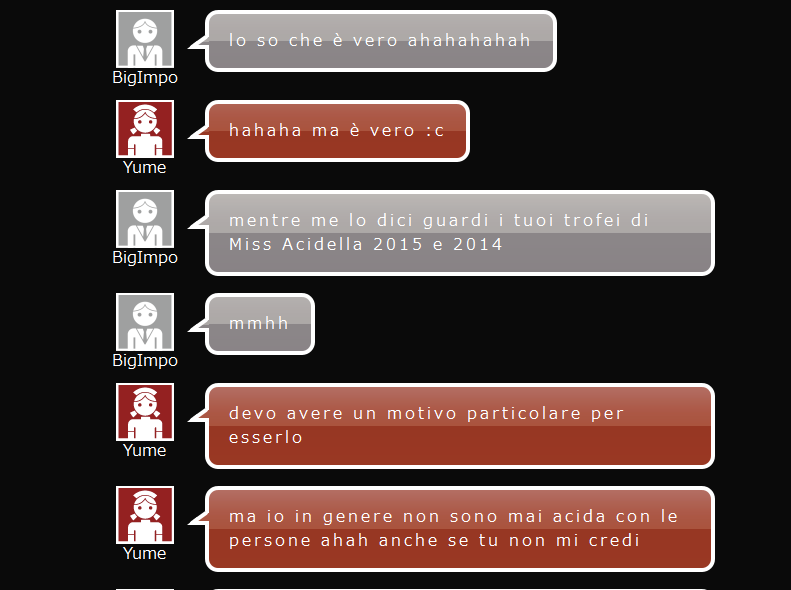 lo so che è vero ahahahahah
BigImpo
hahaha ma è vero :c
Yume
mentre me lo dici guardi i tuoi trofei di
Miss Acidella 2015 e 2014
BigImpo
mmhh
BigImpo
devo avere un motivo particolare per
esserlo
Yume
ma io in genere non sono mai acida con le
persone ahah anche se tu non mi credi
Yume